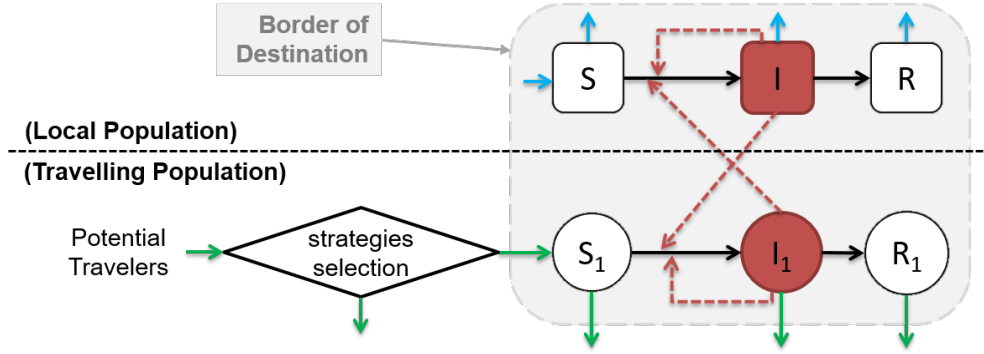 Border of
Destination
S
I
R
(Local Population)
(Travelling Population)
Potential
Travelers
strategies
selection
S₁
I₁
R₁